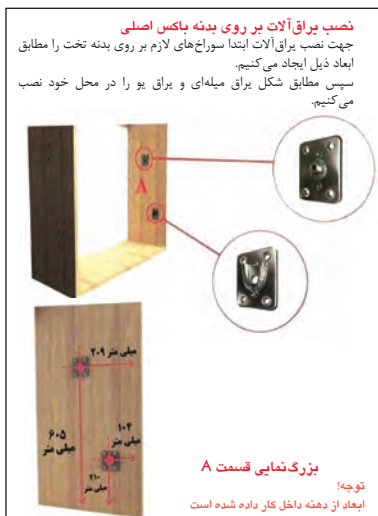 نصب یراق‌آلات بر روی بدنه باکس اصلی
جهت نصب یراق‌آلات ابتدا سوراخ‌های لازم بر روی بدنه تخت را مطابق
ابعاد ذیل ایجاد می‌کنیم.
سپس مطابق شکل یراق میله‌ای و یراق یو را در محل خود نصب
می‌کنیم.
A
۲۰۹ میلی متر
۶۰۵
میلی متر
۱۰۴
میلی متر
۲۱۰
میلی متر
بزرگ‌نمایی قسمت A
توجه!
ابعاد از دهنه داخل کار داده شده است